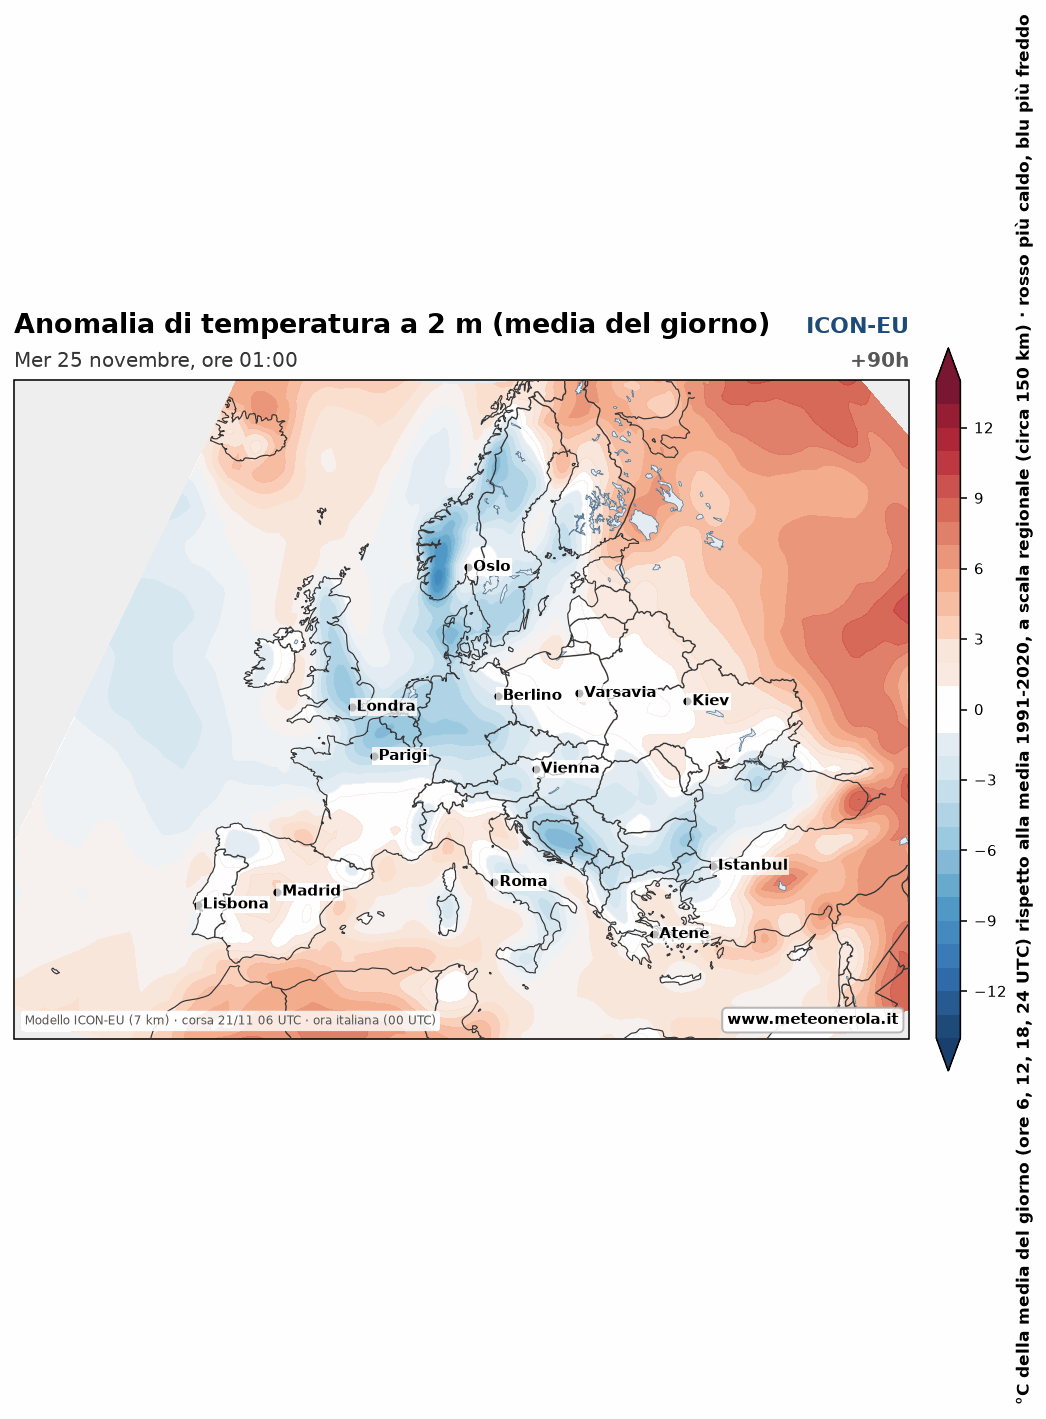 Anomalia di temperatura a 2 m (media del giorno)
ICON-EU
Mer 25 novembre, ore 01:00
+90h
Oslo
Berlino
Varsavia
Kiev
Londra
Parigi
Vienna
Istanbul
Roma
Madrid
Lisbona
Atene
Modello ICON-EU (7 km) · corsa 21/11 06 UTC · ora italiana (00 UTC)
www.meteonerola.it
12
9
6
3
0
−3
−6
−9
−12
°C della media del giorno (ore 6, 12, 18, 24 UTC) rispetto alla media 1991-2020, a scala regionale (circa 150 km) · rosso più caldo, blu più freddo